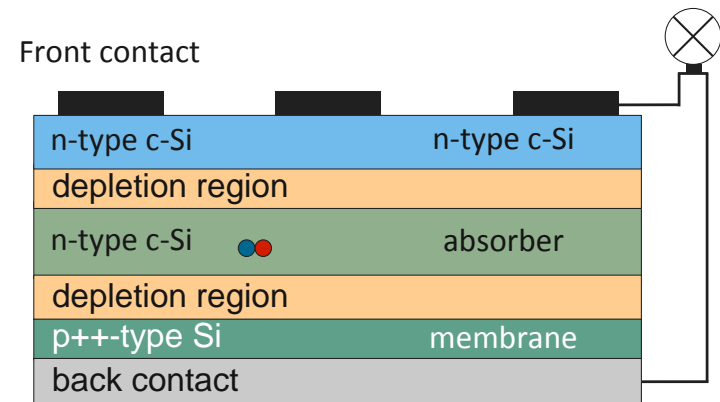 Front contact
n-type c-Si n-type c-Si
depletion region
n-type c-Si absorber
depletion region
p++-type Si membrane
back contact